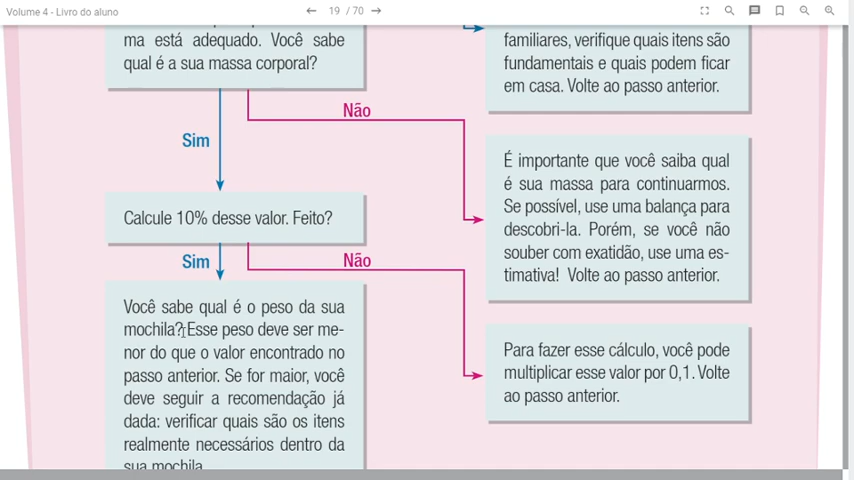 Volume 4 - Livro do aluno
19 / 70
ma está adequado. Você sabe
qual é a sua massa corporal?
familiares, verifique quais itens são
fundamentais e quais podem ficar
em casa. Volte ao passo anterior.
Não
Sim
É importante que você saiba qual
é sua massa para continuarmos.
Se possível, use uma balança para
descobri-la. Porém, se você não
souber com exatidão, use uma es-
timativa! Volte ao passo anterior.
Calcule 10% desse valor. Feito?
Sim
Não
Você sabe qual é o peso da sua
mochila? Esse peso deve ser me-
nor do que o valor encontrado no
passo anterior. Se for maior, você
deve seguir a recomendação já
dada: verificar quais são os itens
realmente necessários dentro da
sua mochila.
Para fazer esse cálculo, você pode
multiplicar esse valor por 0,1. Volte
ao passo anterior.